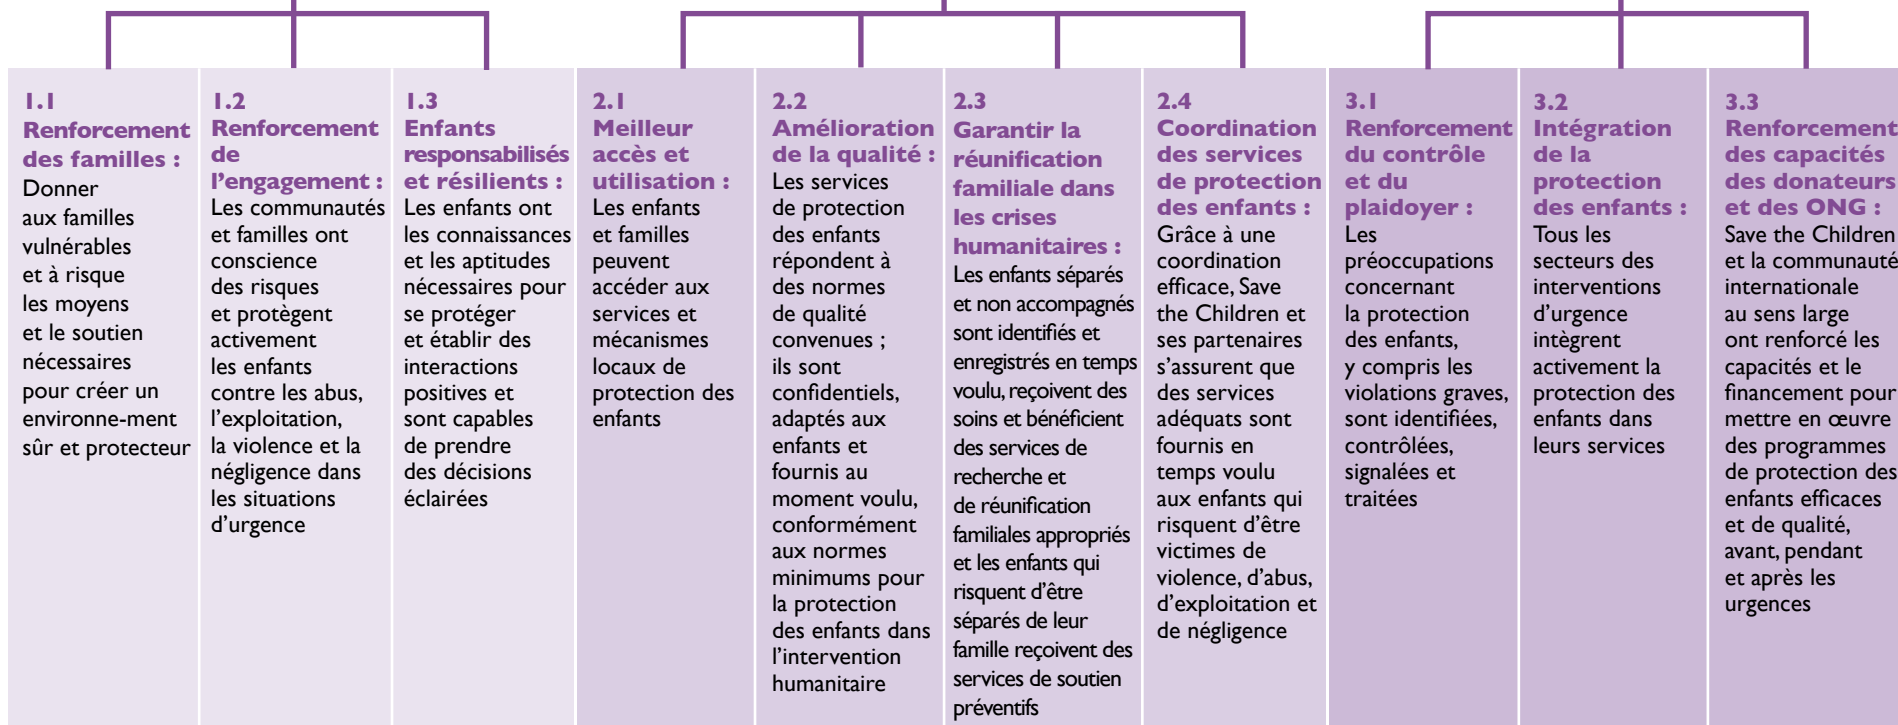 1.1
Renforcement
des familles :
Donner
aux familles
vulnérables
et à risque
les moyens
et le soutien
nécessaires
pour créer un
environne-ment
sûr et protecteur
1.2
Renforcement
de
l’engagement :
Les communautés
et familles ont
conscience
des risques
et protègent
activement
les enfants
contre les abus,
l’exploitation,
la violence et la
négligence dans
les situations
d’urgence
1.3
Enfants
responsabilisés
et résilients :
Les enfants ont
les connaissances
et les aptitudes
nécessaires pour
se protéger
et établir des
interactions
positives et
sont capables
de prendre
des décisions
éclairées
2.1
Meilleur
accès et
utilisation :
Les enfants
et familles
peuvent
accéder aux
services et
mécanismes
locaux de
protection des
enfants
2.2
Amélioration
de la qualité :
Les services
de protection
des enfants
répondent à
des normes
de qualité
convenues ;
ils sont
confidentiels,
adaptés aux
enfants et
fournis au
moment voulu,
conformément
aux normes
minimums pour
la protection
des enfants dans
l’intervention
humanitaire
2.3
Garantir la
réunification
familiale dans
les crises
humanitaires :
Les enfants séparés
et non accompagnés
sont identifiés et
enregistrés en temps
voulu, reçoivent des
soins et bénéficient
des services de
recherche et
de réunification
familiales appropriés
et les enfants qui
risquent d’être
séparés de leur
famille reçoivent des
services de soutien
préventifs
2.4
Coordination
des services
de protection
des enfants :
Grâce à une
coordination
efficace, Save
the Children et
ses partenaires
s’assurent que
des services
adéquats sont
fournis en
temps voulu
aux enfants qui
risquent d’être
victimes de
violence, d’abus,
d’exploitation et
de négligence
3.1
Renforcement
du contrôle
et du
plaidoyer :
Les
préoccupations
concernant
la protection
des enfants,
y compris les
violations graves,
sont identifiées,
contrôlées,
signalées et
traitées
3.2
Intégration
de la
protection
des enfants :
Tous les
secteurs des
interventions
d’urgence
intègrent
activement la
protection des
enfants dans
leurs services
3.3
Renforcement
des capacités
des donateurs
et des ONG :
Save the Children
et la communauté
internationale
au sens large
ont renforcé les
capacités et le
financement pour
mettre en œuvre
des programmes
de protection des
enfants efficaces
et de qualité,
avant, pendant
et après les
urgences